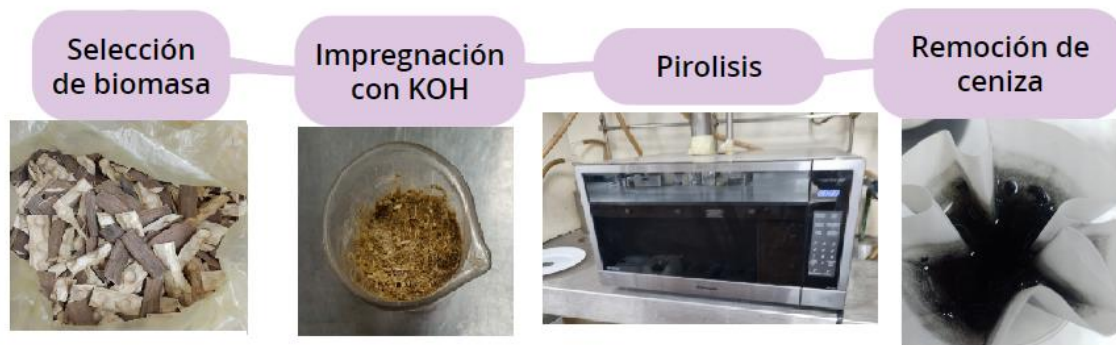 Selección
de biomasa
Impregnación
con KOH
Pirolisis
Remoción de
ceniza